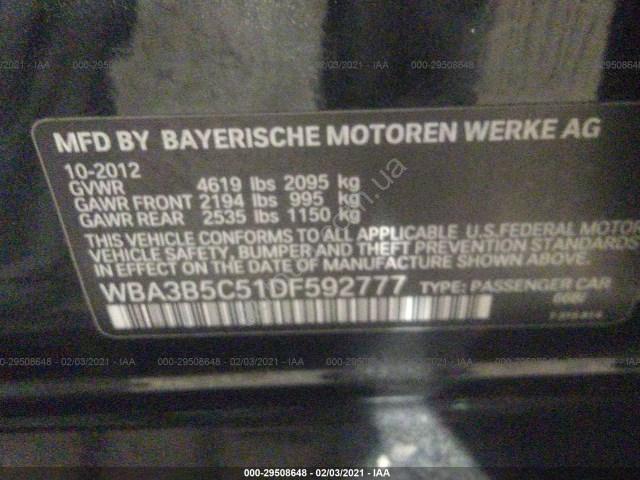 000-29508648 - 02/03/2021 - IAA
MFD BY BAYERISCHE MOTOREN WERKE AG
10-2012
GVWR 4619 lbs 2095 kg
GAWR FRONT 2194 lbs 995 kg
GAWR REAR 2535 lbs 1150 kg
THIS VEHICLE CONFORMS TO ALL APPLICABLE U.S.FEDERAL MOTOR
VEHICLE SAFETY, BUMPER AND THEFT PREVENTION STANDARDS
IN EFFECT ON THE DATE OF MANUFACTURE SHOWN ABOVE.
WBA3B5C51DF592777 TYPE: PASSENGER CAR
000-29508648 - 02/03/2021 - IAA
000-29508648 - 02/03/2021 - IAA